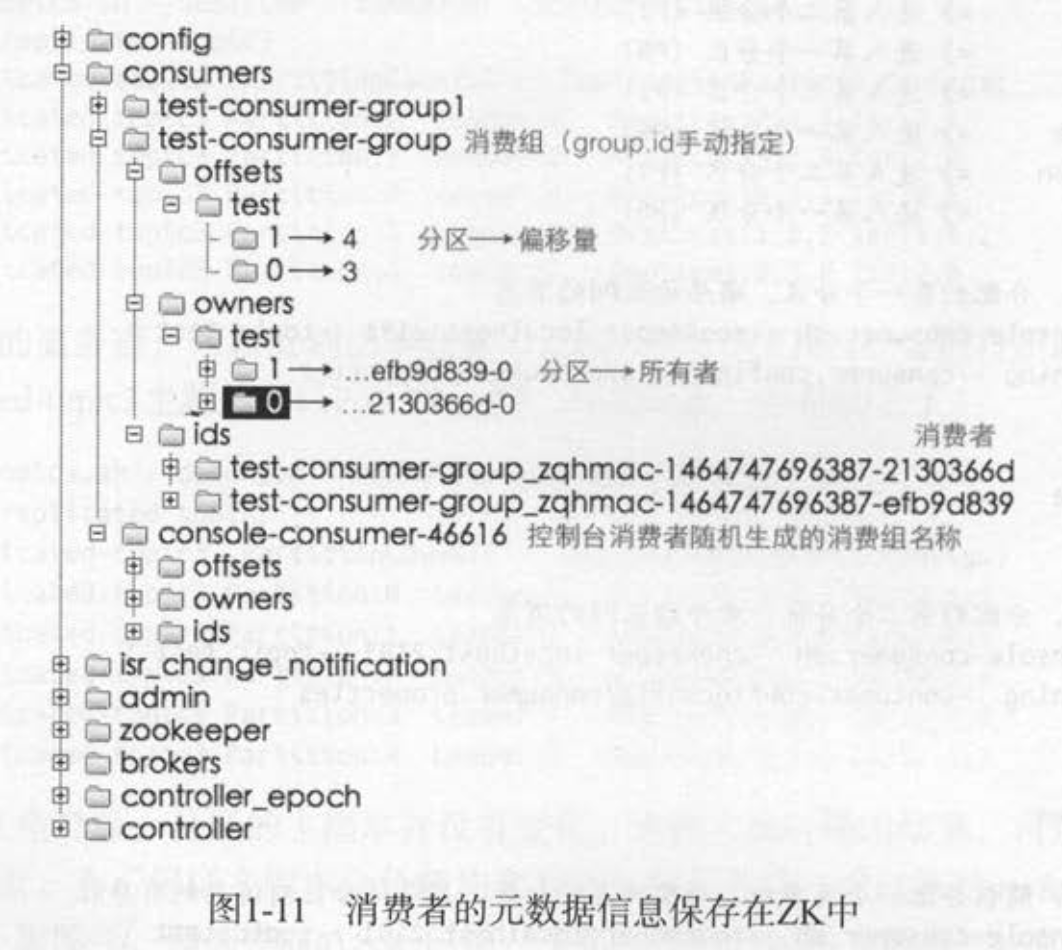 config
consumers
test-consumer-group1
test-consumer-group 消费组（group.id手动指定）
offsets
test
1 → 4 分区 → 偏移量
0 → 3
owners
test
1 → ...efb9d839-0 分区 → 所有者
0 → ...2130366d-0
ids 消费者
test-consumer-group_zqhmac-1464747696387-2130366d
test-consumer-group_zqhmac-1464747696387-efb9d839
console-consumer-46616 控制台消费者随机生成的消费组名称
offsets
owners
ids
isr_change_notification
admin
zookeeper
brokers
controller_epoch
controller
图1-11 消费者的元数据信息保存在ZK中